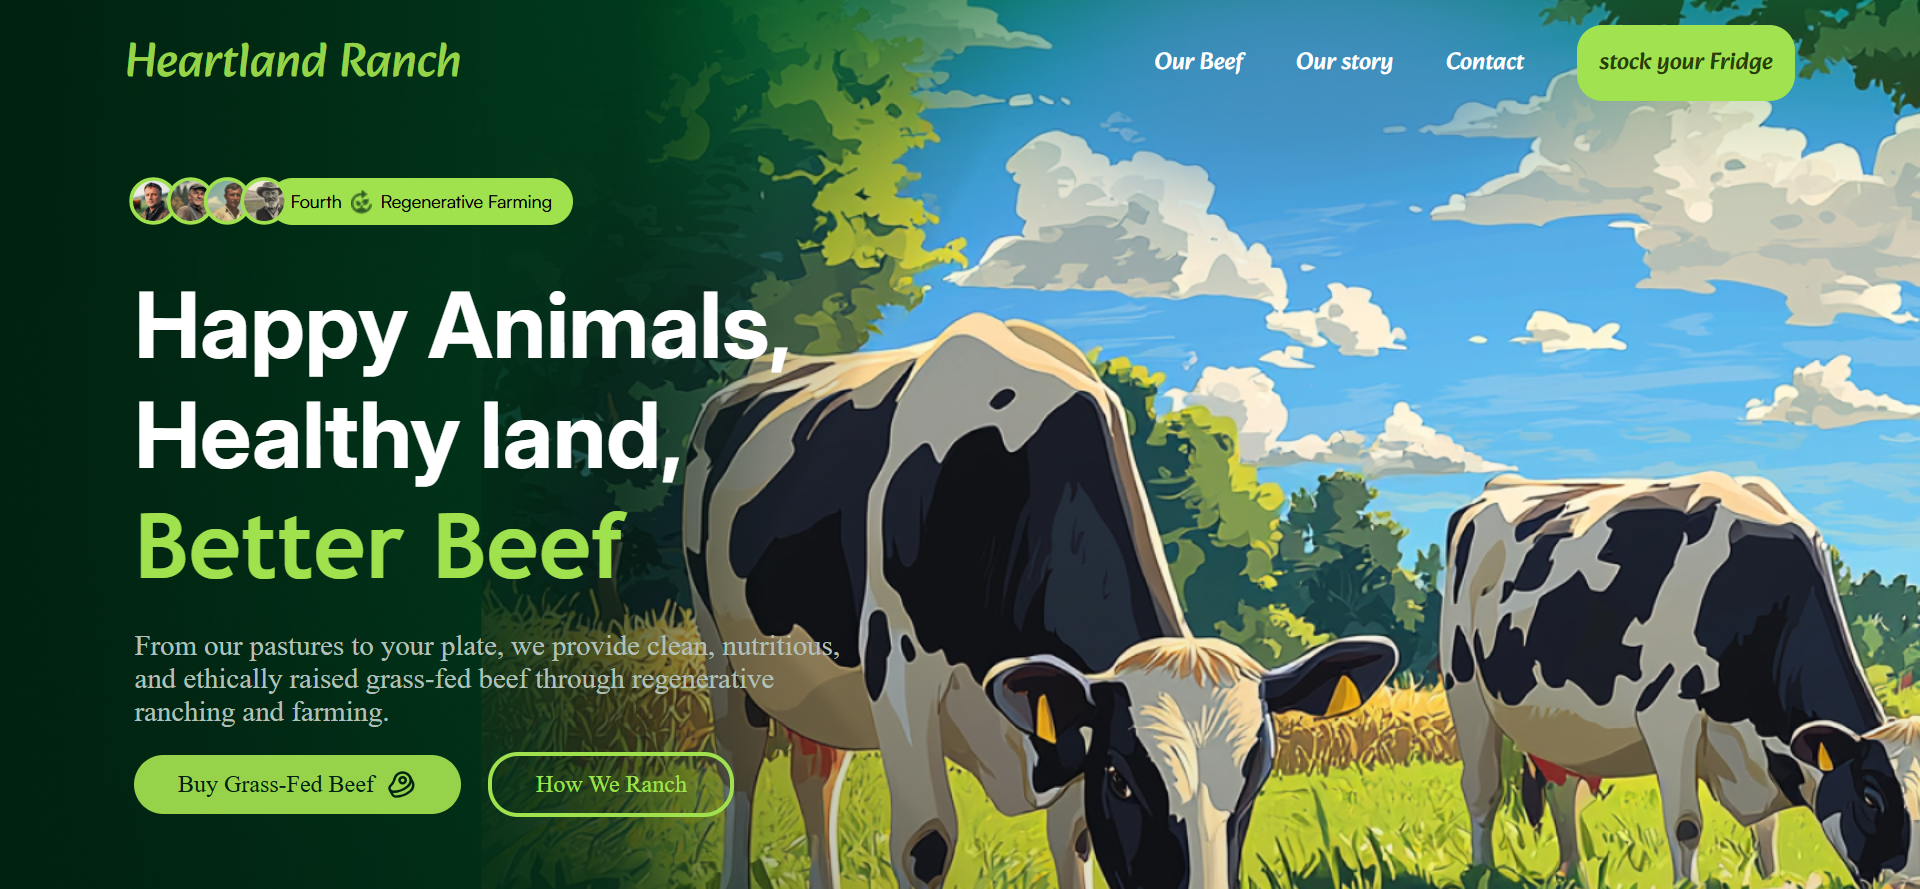 Heartland Ranch
Our Beef
Our story
Contact
stock your Fridge
Fourth Regenerative Farming
Happy Animals,
Healthy land,
Better Beef
From our pastures to your plate, we provide clean, nutritious,
and ethically raised grass-fed beef through regenerative
ranching and farming.
Buy Grass-Fed Beef
How We Ranch